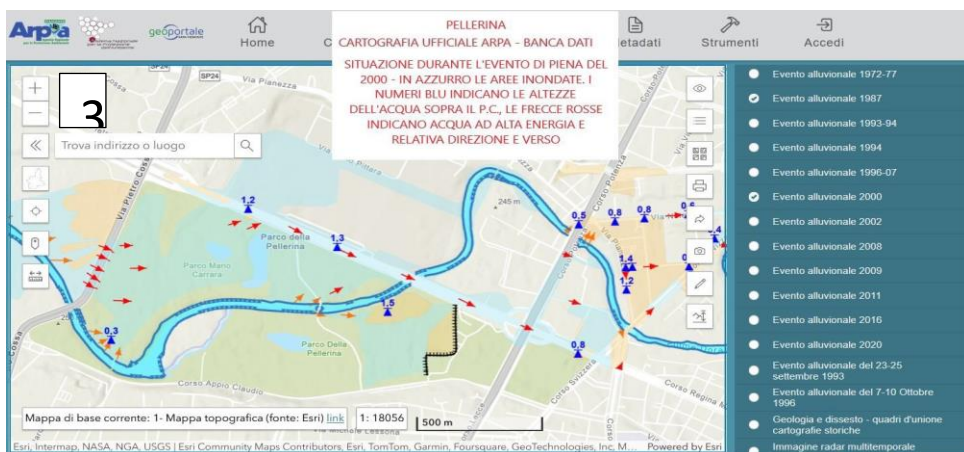 Arpa
geoportale
Home
PELLERINA
CARTOGRAFIA UFFICIALE ARPA - BANCA DATI
SITUAZIONE DURANTE L'EVENTO DI PIENA DEL
2000 - IN AZZURRO LE AREE INONDATE. I
NUMERI BLU INDICANO LE ALTEZZE
DELL'ACQUA SOPRA IL P.C., LE FRECCE ROSSE
INDICANO ACQUA AD ALTA ENERGIA E
RELATIVA DIREZIONE E VERSO
Strumenti
Accedi
3
Trova indirizzo o luogo
SP24
SP24
Via Pianezza
Via Pietro Cossa
Corso Potenza
245 m
1,2
1,3
1,5
0,3
0,5
0,8
0,8
1,4
1,2
0,8
Parco della
Pellerina
Parco Mario
Carrara
Parco Della
Pellerina
Corso Appio Claudio
Corso Svizzera
Corso Lecce
Corso Regina
Mappa di base corrente: 1- Mappa topografica (fonte: Esri) link
1: 18056
500 m
Esri, Intermap, NASA, NGA, USGS | Esri Community Maps Contributors, Esri, TomTom, Garmin, Foursquare, GeoTechnologies, Inc, M...
Powered by Esri
Evento alluvionale 1972-77
Evento alluvionale 1987
Evento alluvionale 1993-94
Evento alluvionale 1994
Evento alluvionale 1996-07
Evento alluvionale 2000
Evento alluvionale 2002
Evento alluvionale 2008
Evento alluvionale 2009
Evento alluvionale 2011
Evento alluvionale 2016
Evento alluvionale 2020
Evento alluvionale del 23-25
settembre 1993
Evento alluvionale del 7-10 Ottobre
1996
Geologia e dissesto - quadri d'unione
cartografie storiche
Immagine radar multitemporale